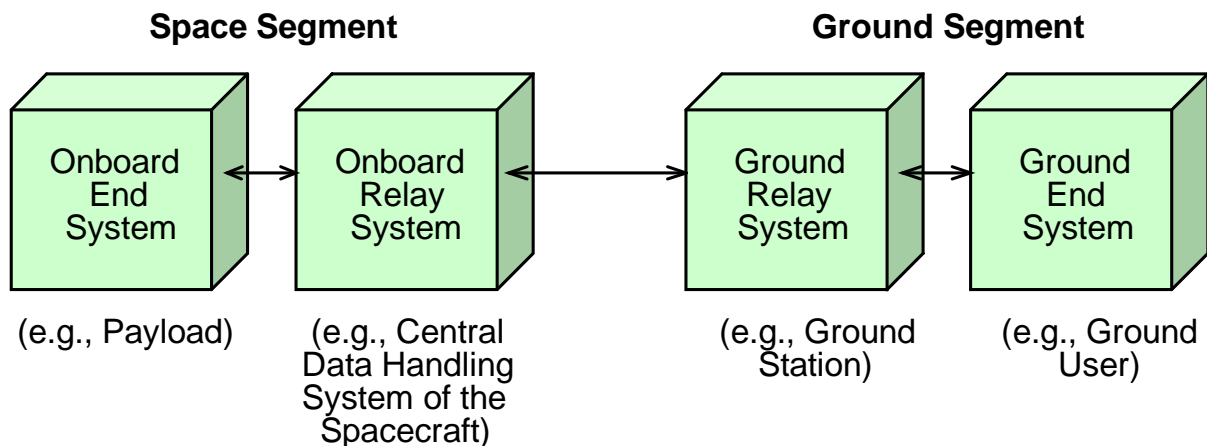 Space Segment
Ground Segment
Onboard
End
System
Onboard
Relay
System
Ground
Relay
System
Ground
End
System
(e.g., Payload)
(e.g., Central
Data Handling
System of the
Spacecraft)
(e.g., Ground
Station)
(e.g., Ground
User)